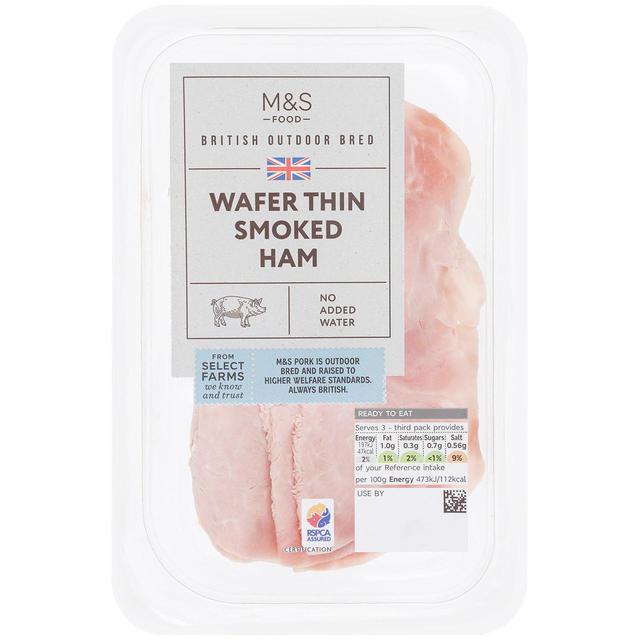 M&S
—FOOD—
BRITISH OUTDOOR BRED
WAFER THIN
SMOKED
HAM
NO
ADDED
WATER
FROM
SELECT
FARMS
we know
and trust
M&S PORK IS OUTDOOR
BRED AND RAISED TO
HIGHER WELFARE STANDARDS.
ALWAYS BRITISH.
READY TO EAT
Serves 3 - third pack provides
Energy Fat Saturates Sugars Salt
197kJ 1.0g 0.3g 0.7g 0.56g
47kcal
2% 1% 2% <1% 9%
of your Reference intake
per 100g Energy 473kJ/112kcal
USE BY
RSPCA
ASSURED
CERTIFICATION